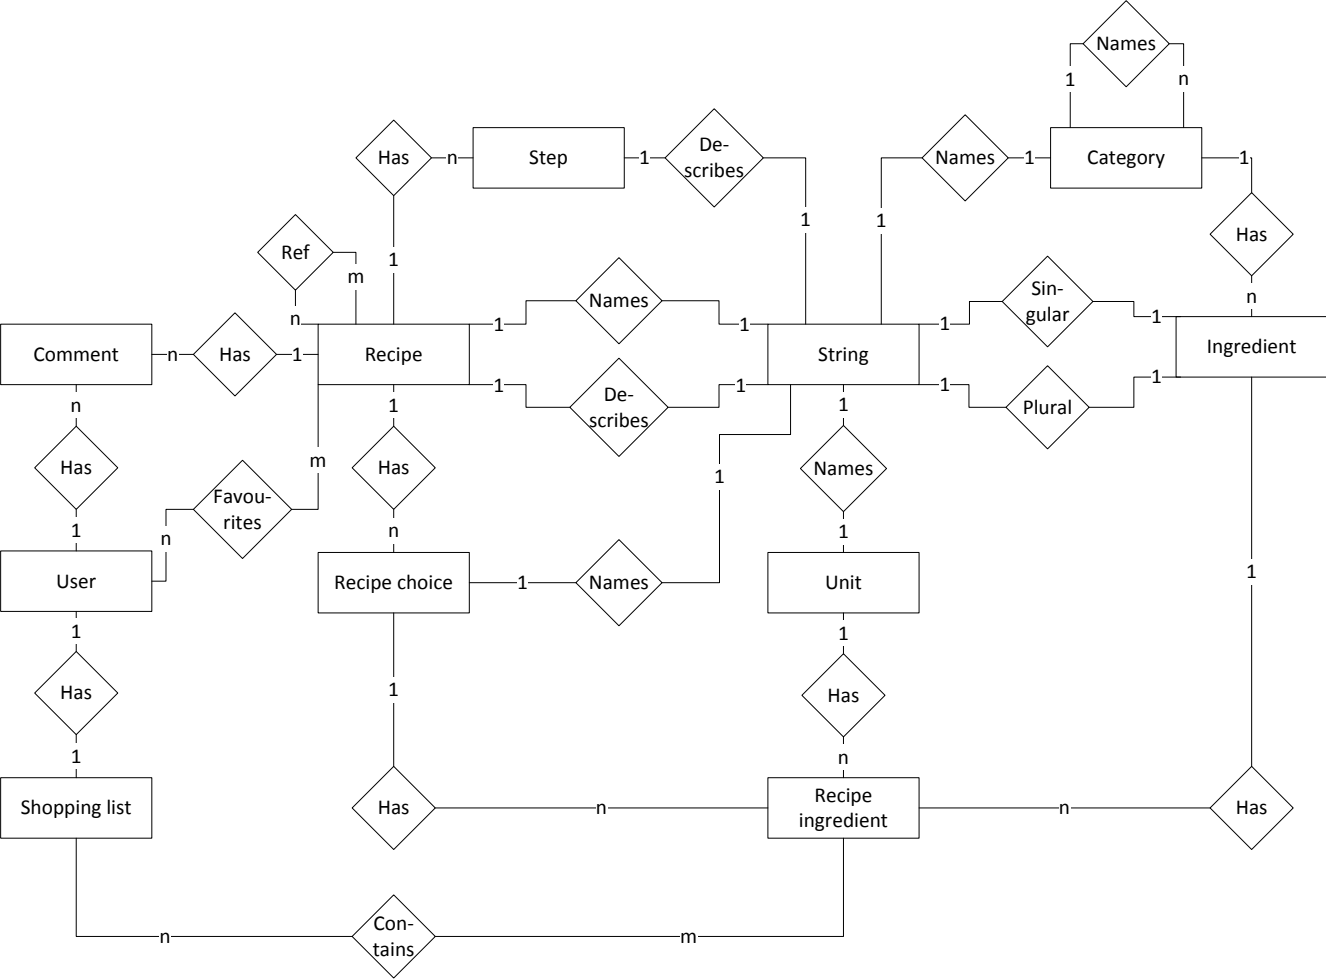 Names
1
n
Has
n
Step
1
De-
scribes
Names
1
Category
1
1
1
Has
Ref
m
1
n
n
Names
Sin-
gular
1
1
1
1
Comment
n
Has
1
Recipe
String
Ingredient
1
De-
scribes
1
1
Plural
1
n
1
1
Has
m
Has
1
Names
Favou-
rites
1
n
n
n
1
User
Recipe choice
1
Names
Unit
1
1
1
Has
1
Has
1
n
Shopping list
Has
n
Recipe
ingredient
n
Has
n
Con-
tains
m